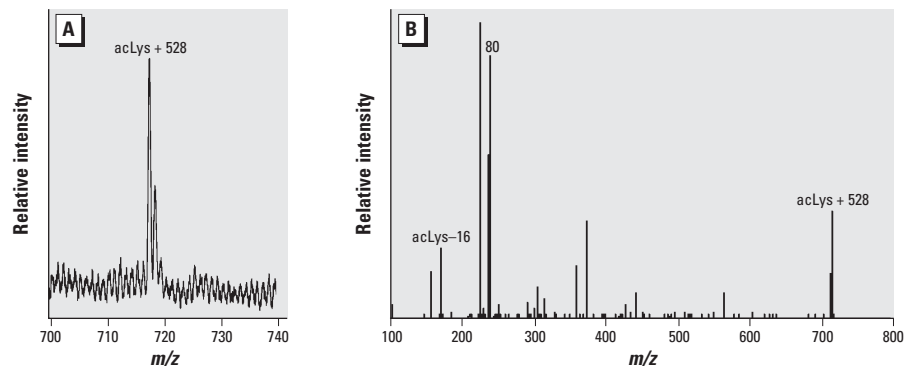 A
acLys + 528
Relative intensity
700 710 720 730 740
m/z
B
80
acLys–16
acLys + 528
Relative intensity
100 200 300 400 500 600 700 800
m/z